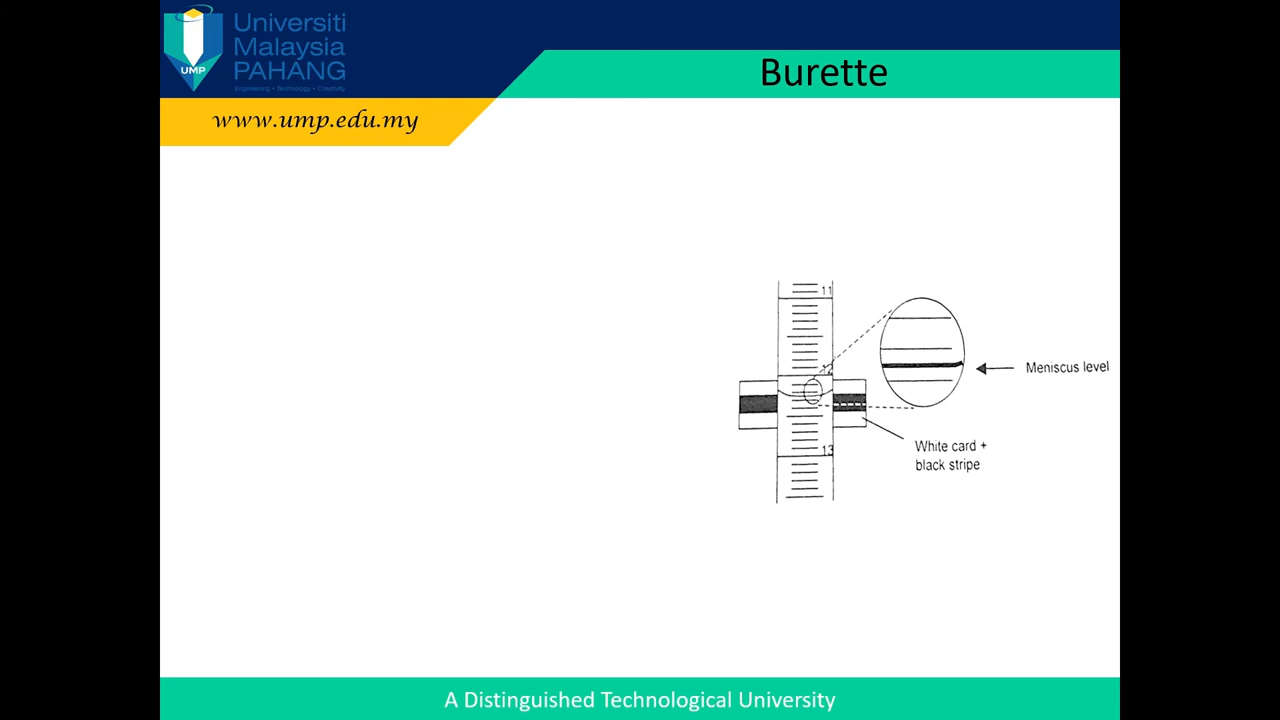 Universiti
Malaysia
PAHANG
Engineering • Technology • Creativity
UMP
Burette
www.ump.edu.my
11
12
Meniscus level
White card +
black stripe
13
A Distinguished Technological University